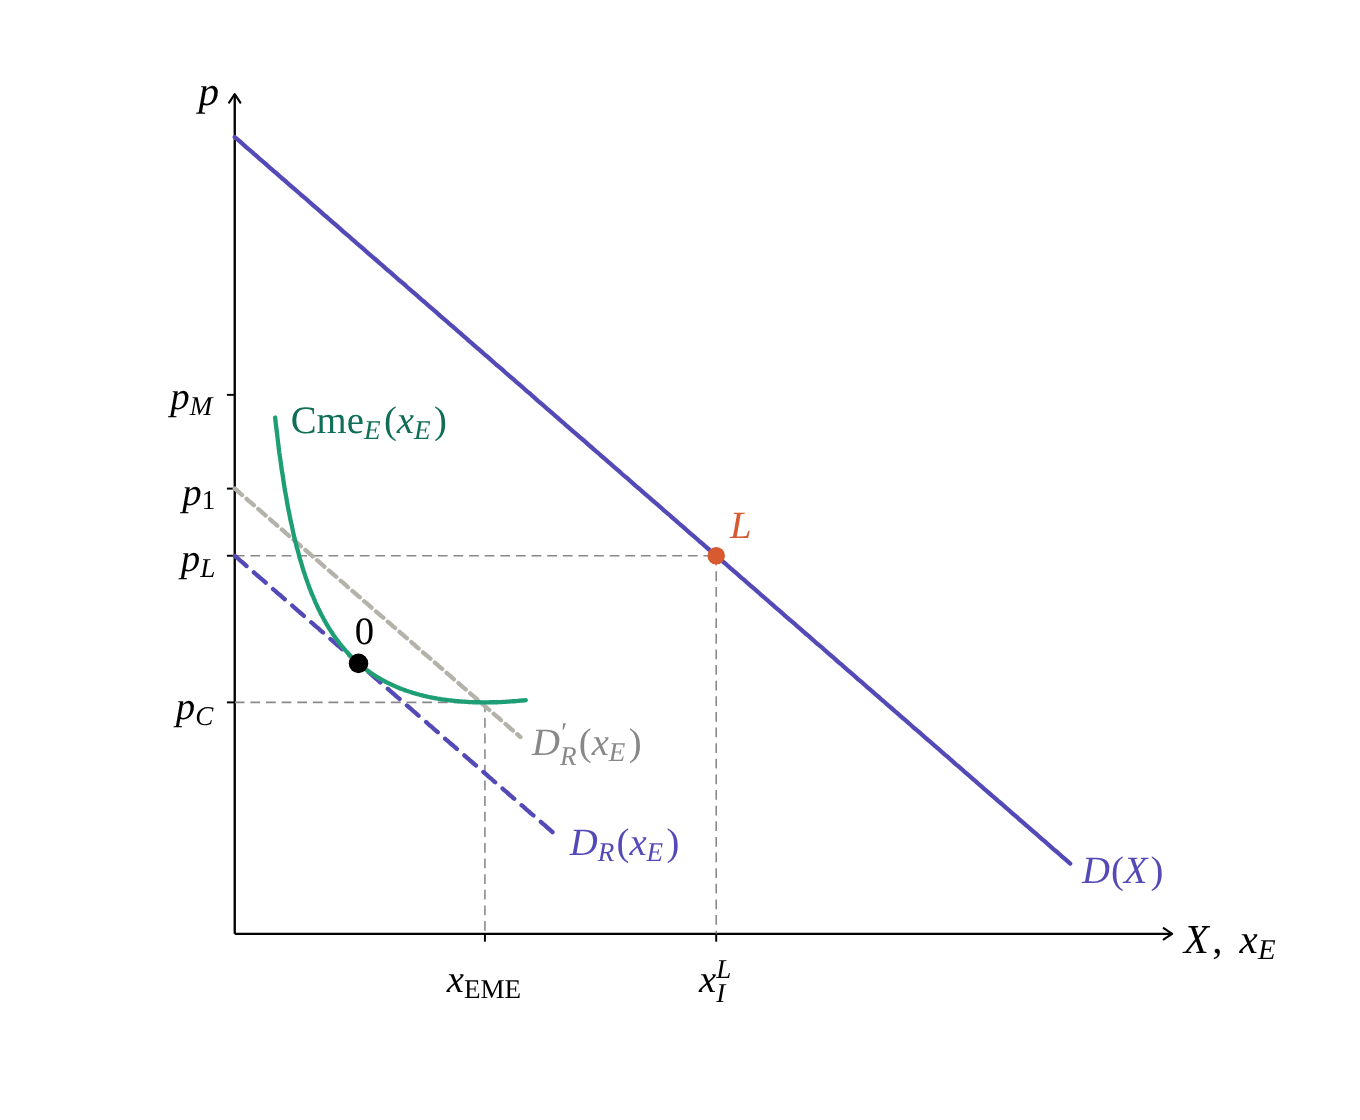 p
p_M
Cme_E(x_E)
p_1
L
p_L
0
p_C
D'_R(x_E)
D_R(x_E)
D(X)
X, x_E
x_EME
x_I^L